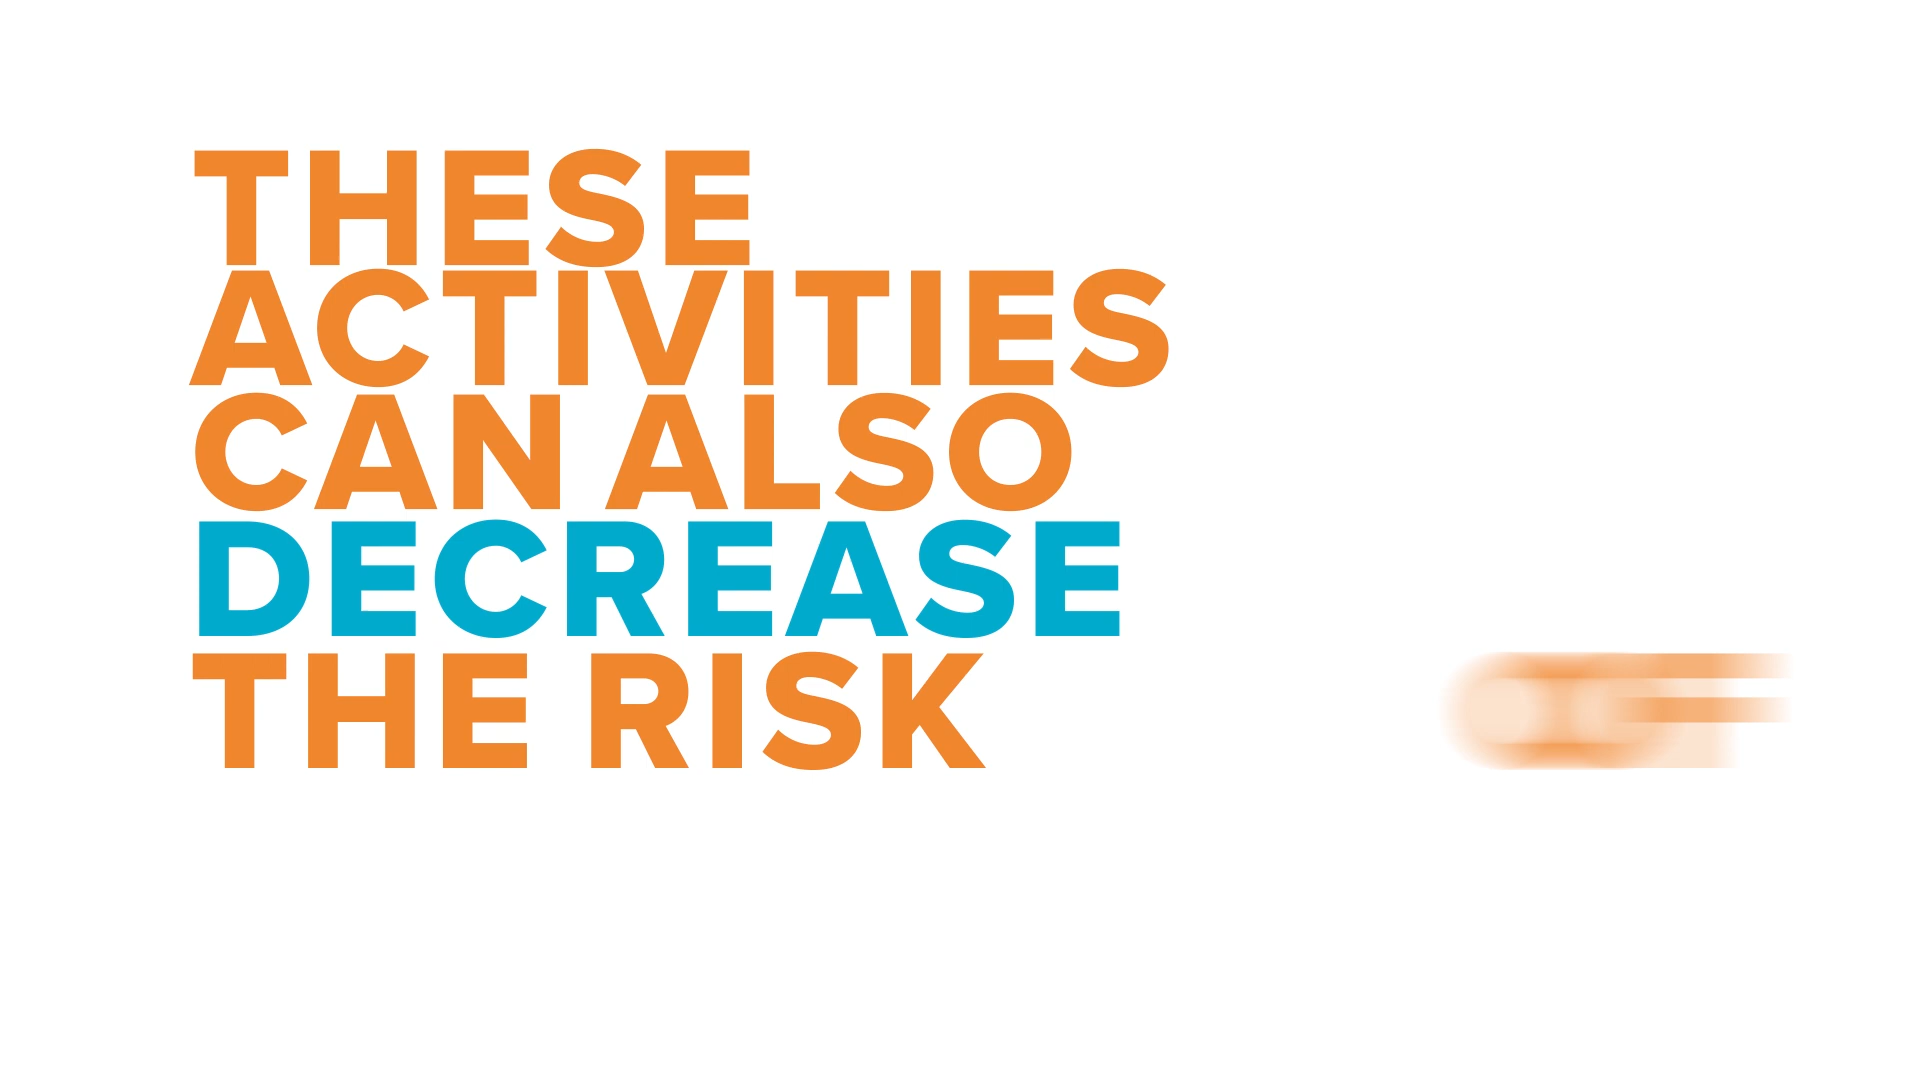 THESE
ACTIVITIES
CAN ALSO
DECREASE
THE RISK